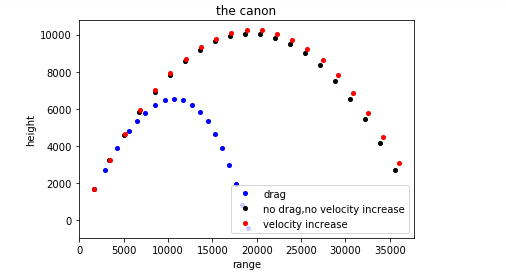 the canon
height
10000
8000
6000
4000
2000
0
drag
no drag,no velocity increase
velocity increase
0 5000 10000 15000 20000 25000 30000 35000
range